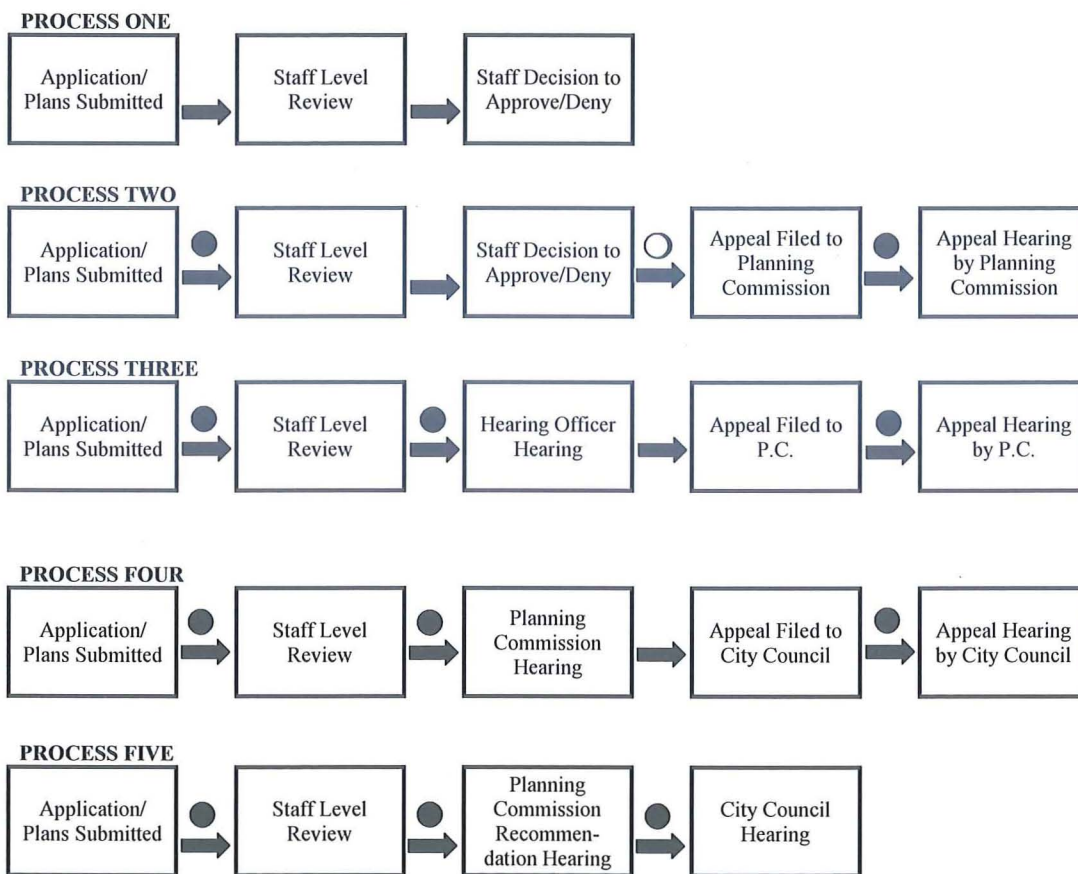 PROCESS ONE
Application/
Plans Submitted
Staff Level
Review
Staff Decision to
Approve/Deny
PROCESS TWO
Application/
Plans Submitted
Staff Level
Review
Staff Decision to
Approve/Deny
Appeal Filed to
Planning
Commission
Appeal Hearing
by Planning
Commission
PROCESS THREE
Application/
Plans Submitted
Staff Level
Review
Hearing Officer
Hearing
Appeal Filed to
P.C.
Appeal Hearing
by P.C.
PROCESS FOUR
Application/
Plans Submitted
Staff Level
Review
Planning
Commission
Hearing
Appeal Filed to
City Council
Appeal Hearing
by City Council
PROCESS FIVE
Application/
Plans Submitted
Staff Level
Review
Planning
Commission
Recommen-
dation Hearing
City Council
Hearing